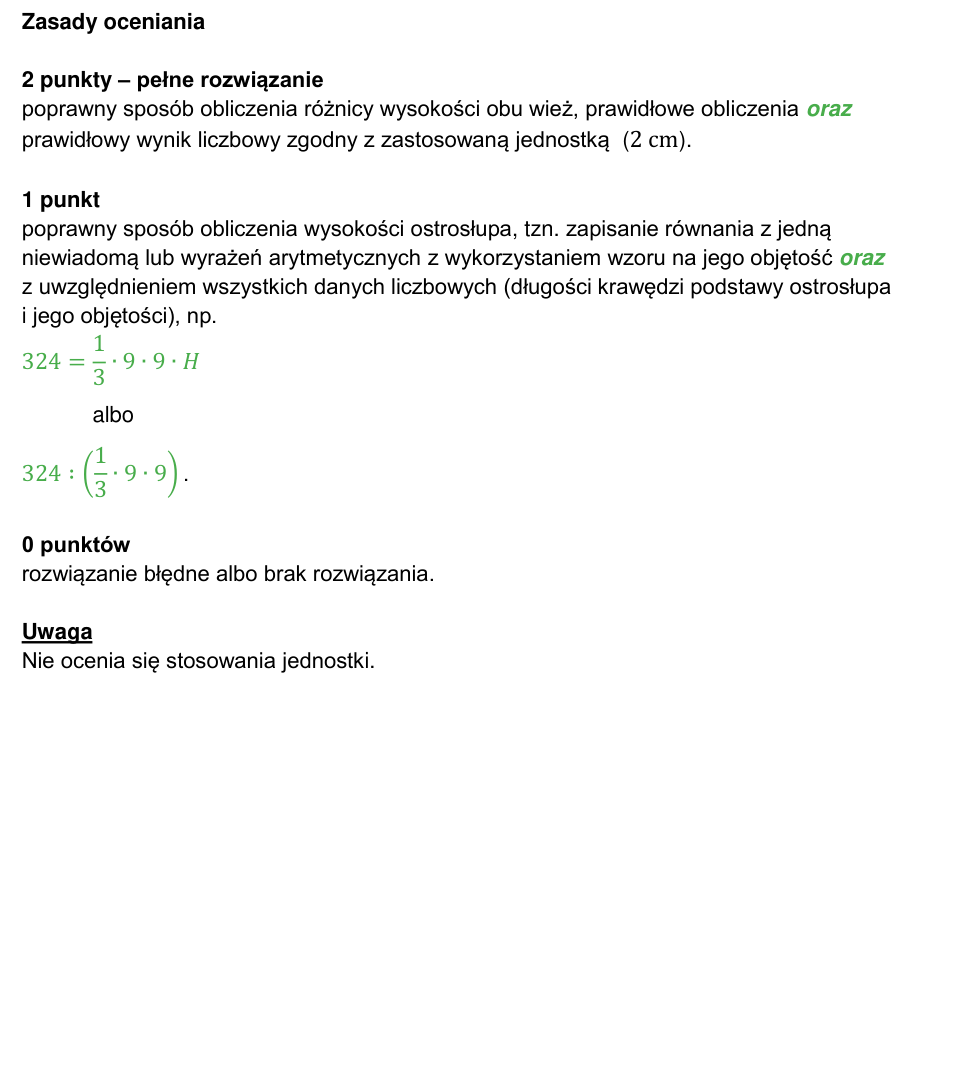 Zasady oceniania
2 punkty – pełne rozwiązanie
poprawny sposób obliczenia różnicy wysokości obu wież, prawidłowe obliczenia oraz
prawidłowy wynik liczbowy zgodny z zastosowaną jednostką (2 cm).
1 punkt
poprawny sposób obliczenia wysokości ostrosłupa, tzn. zapisanie równania z jedną
niewiadomą lub wyrażeń arytmetycznych z wykorzystaniem wzoru na jego objętość oraz
z uwzględnieniem wszystkich danych liczbowych (długości krawędzi podstawy ostrosłupa
i jego objętości), np.
324 = 1/3 · 9 · 9 · H
albo
324 : (1/3 · 9 · 9) .
0 punktów
rozwiązanie błędne albo brak rozwiązania.
Uwaga
Nie ocenia się stosowania jednostki.